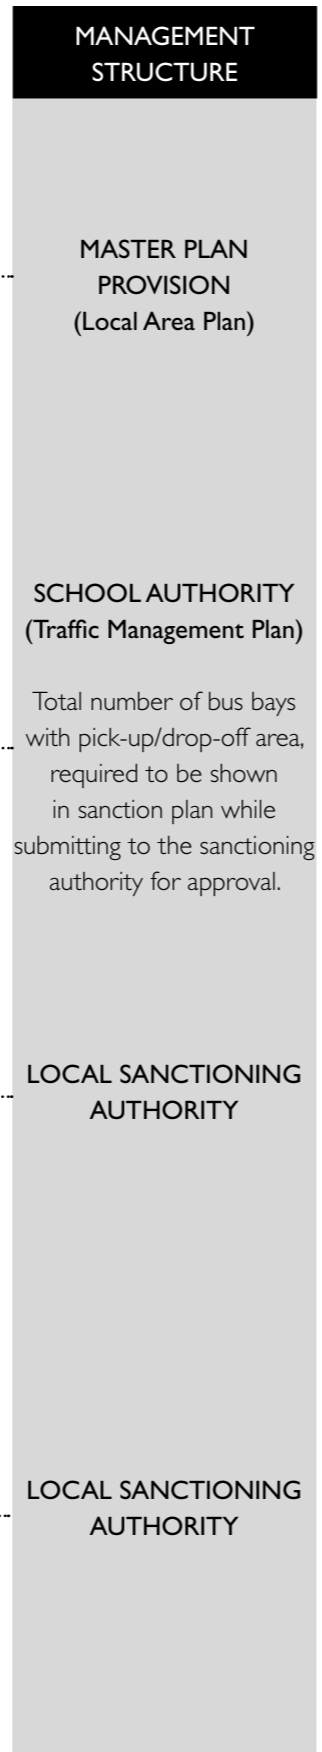 MANAGEMENT
STRUCTURE
MASTER PLAN
PROVISION
(Local Area Plan)
SCHOOL AUTHORITY
(Traffic Management Plan)
Total number of bus bays
with pick-up/drop-off area,
required to be shown
in sanction plan while
submitting to the sanctioning
authority for approval.
LOCAL SANCTIONING
AUTHORITY
LOCAL SANCTIONING
AUTHORITY